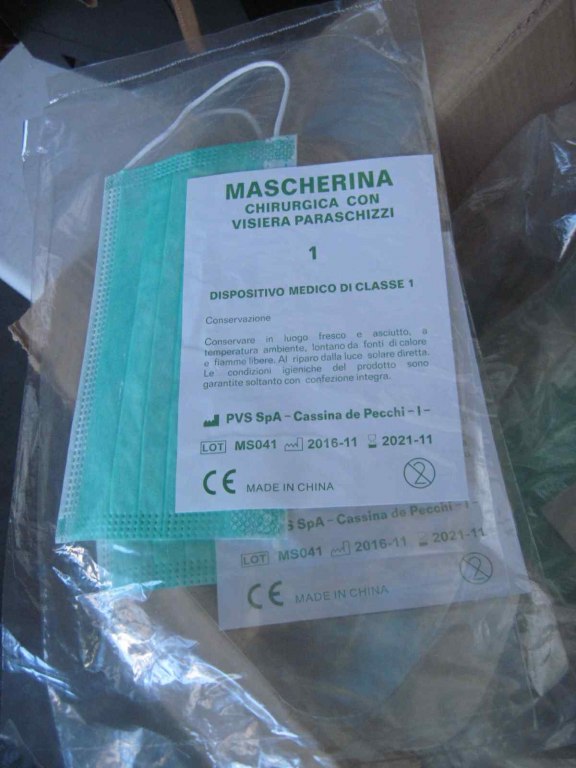 MASCHERINA
CHIRURGICA CON
VISIERA PARASCHIZZI
1
DISPOSITIVO MEDICO DI CLASSE 1
Conservazione
Conservare in luogo fresco e asciutto, a
temperatura ambiente, lontano da fonti di calore
e fiamme libere. Al riparo dalla luce solare diretta.
Le condizioni igieniche del prodotto sono
garantite soltanto con confezione integra.
PVS SpA - Cassina de Pecchi - I -
LOT MS041 2016-11 2021-11
CE MADE IN CHINA 2
S SpA - Cassina de Pecchi - I
LOT MS041 2016-11 2021-11
CE MADE IN CHINA 2